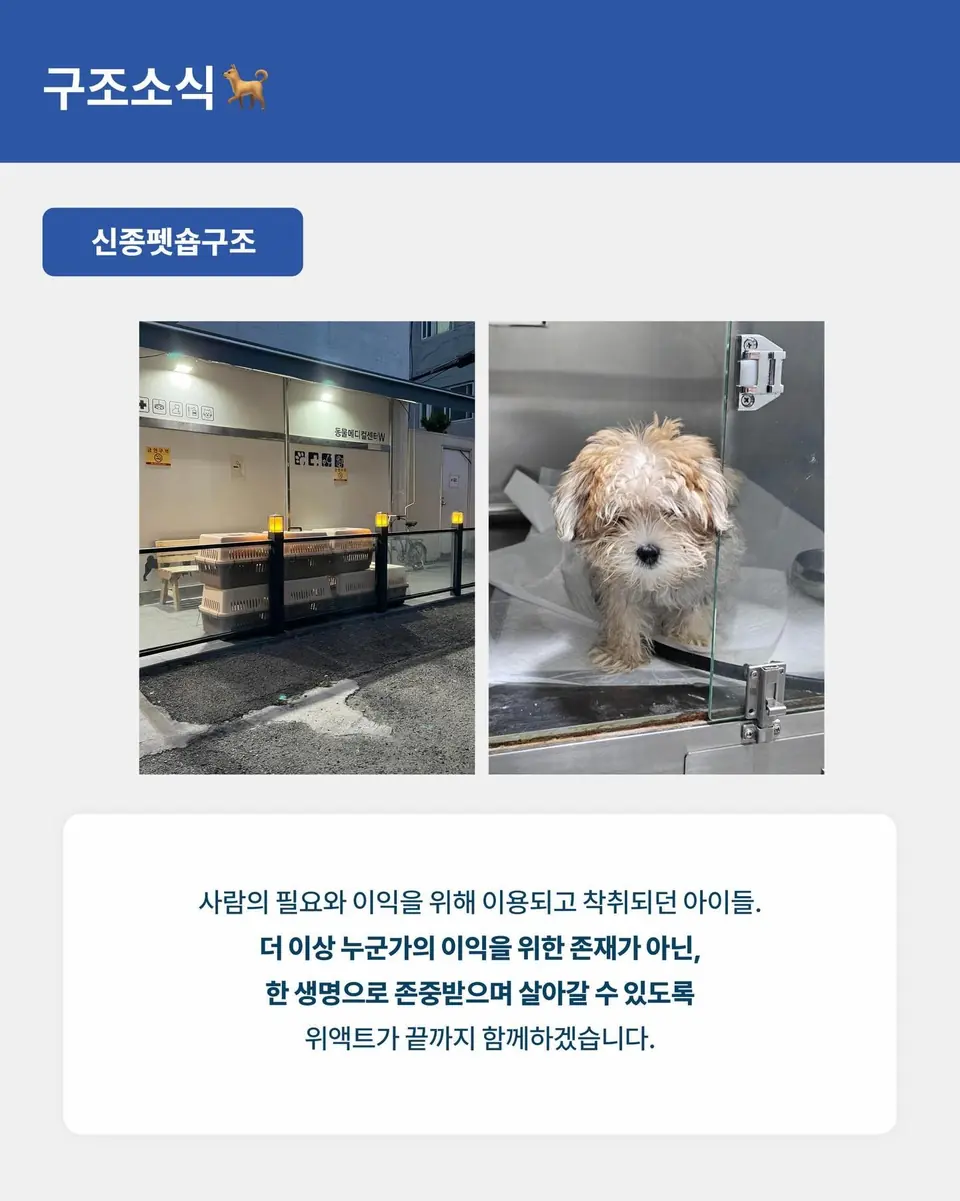 구조소식
신종펫숍구조
동물메디컬센터W
사람의 필요와 이익을 위해 이용되고 착취되던 아이들.
더 이상 누군가의 이익을 위한 존재가 아닌,
한 생명으로 존중받으며 살아갈 수 있도록
위액트가 끝까지 함께하겠습니다.